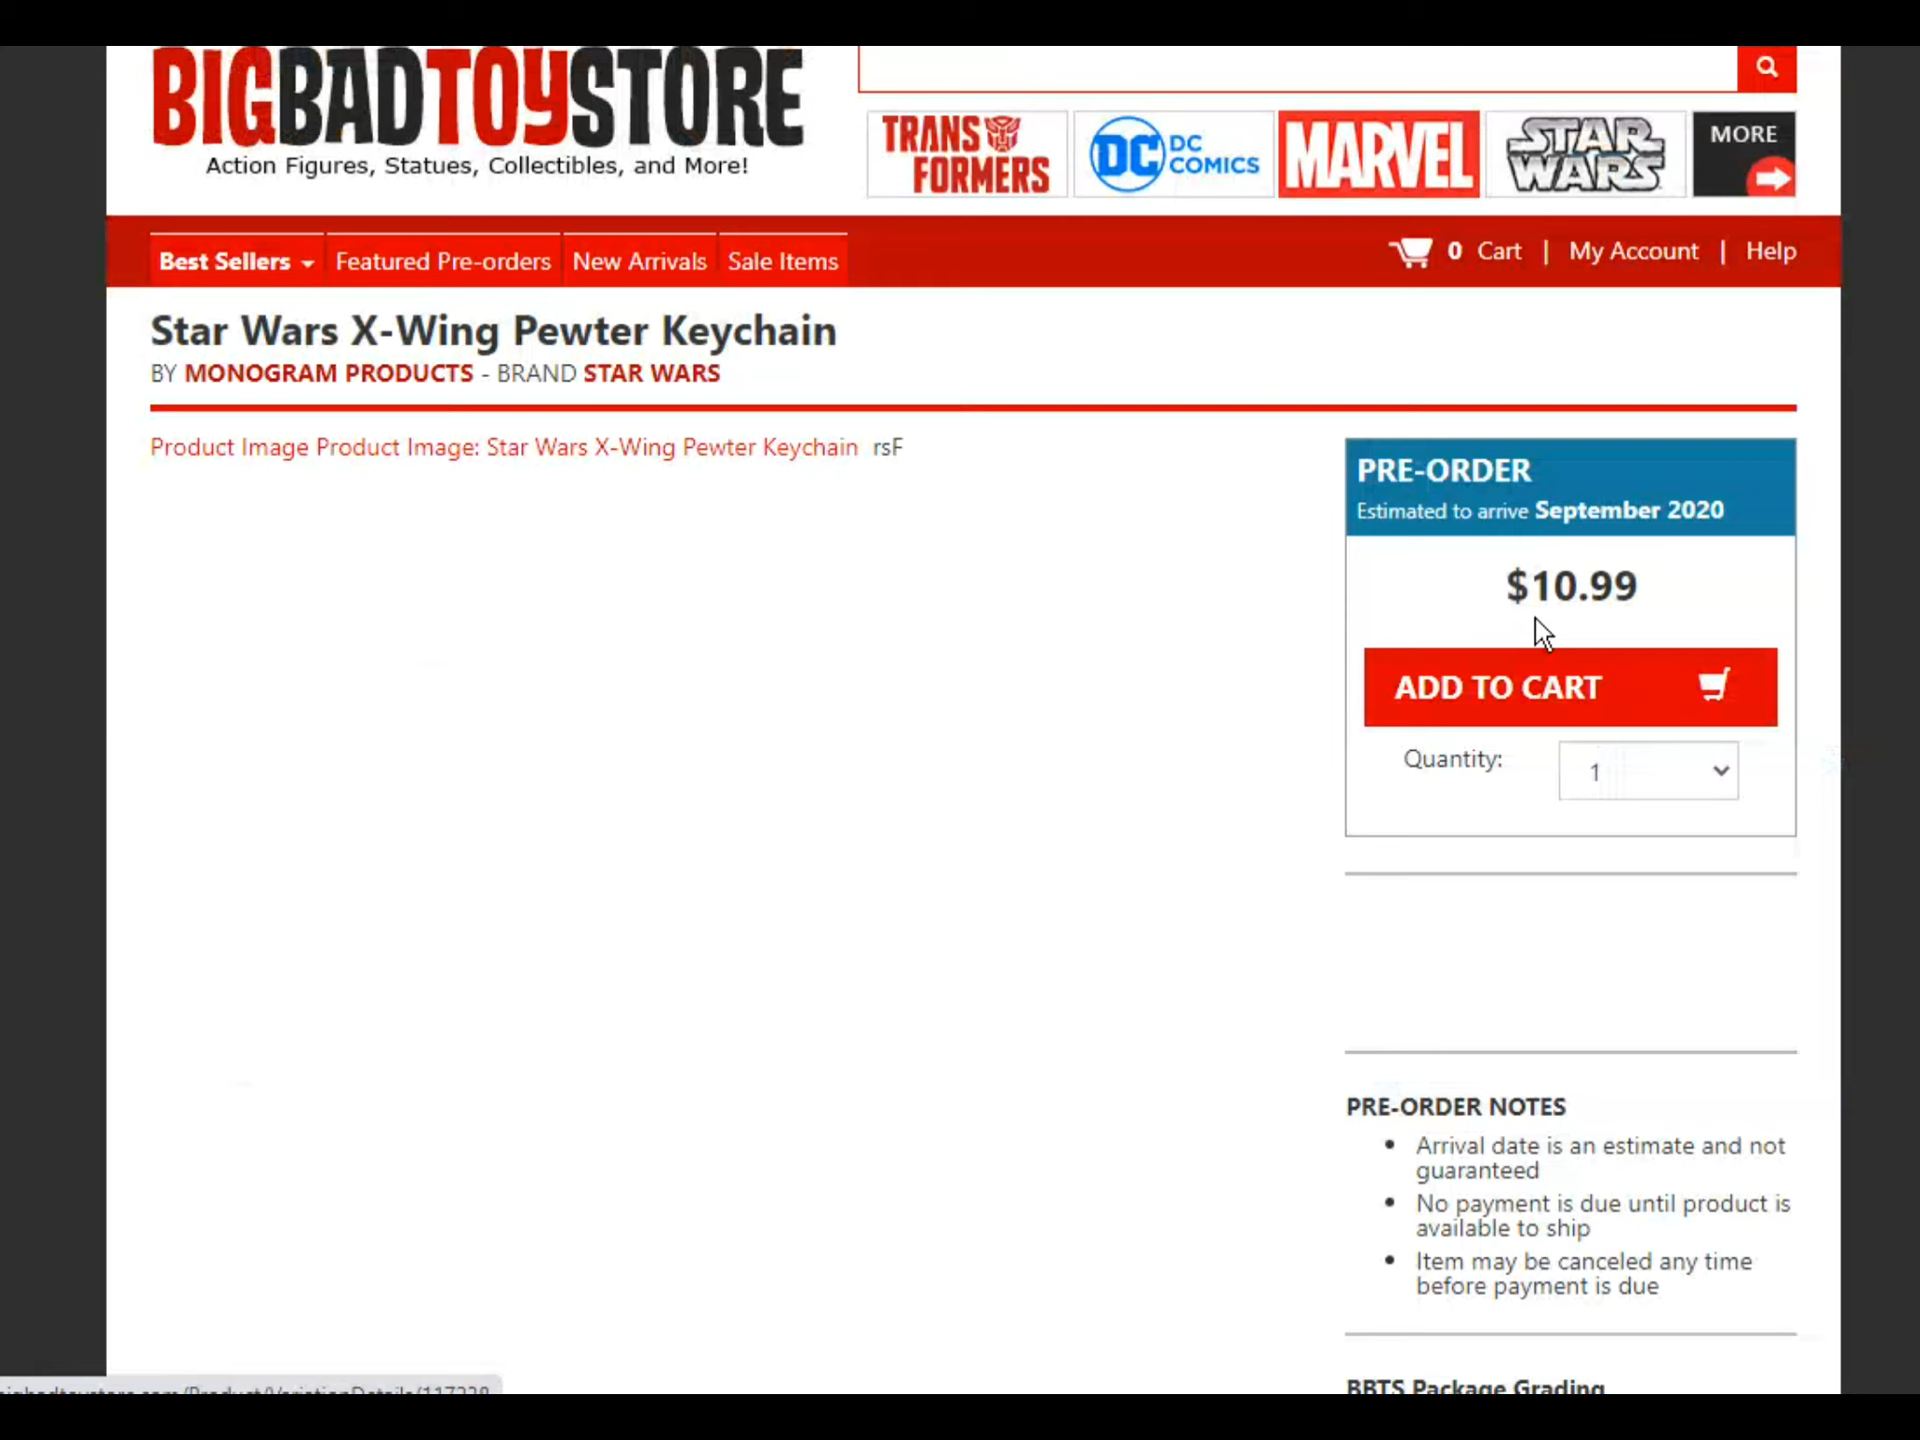 BIGBADTOYSTORE
Action Figures, Statues, Collectibles, and More!
TRANSFORMERS
DC DC COMICS
MARVEL
STAR WARS
MORE
Best Sellers
Featured Pre-orders
New Arrivals
Sale Items
0 Cart | My Account | Help
Star Wars X-Wing Pewter Keychain
BY MONOGRAM PRODUCTS - BRAND STAR WARS
Product Image Product Image: Star Wars X-Wing Pewter Keychain rsF
PRE-ORDER
Estimated to arrive September 2020
$10.99
ADD TO CART
Quantity: 1
PRE-ORDER NOTES
Arrival date is an estimate and not
guaranteed
No payment is due until product is
available to ship
Item may be canceled any time
before payment is due
BBTS Package Grading